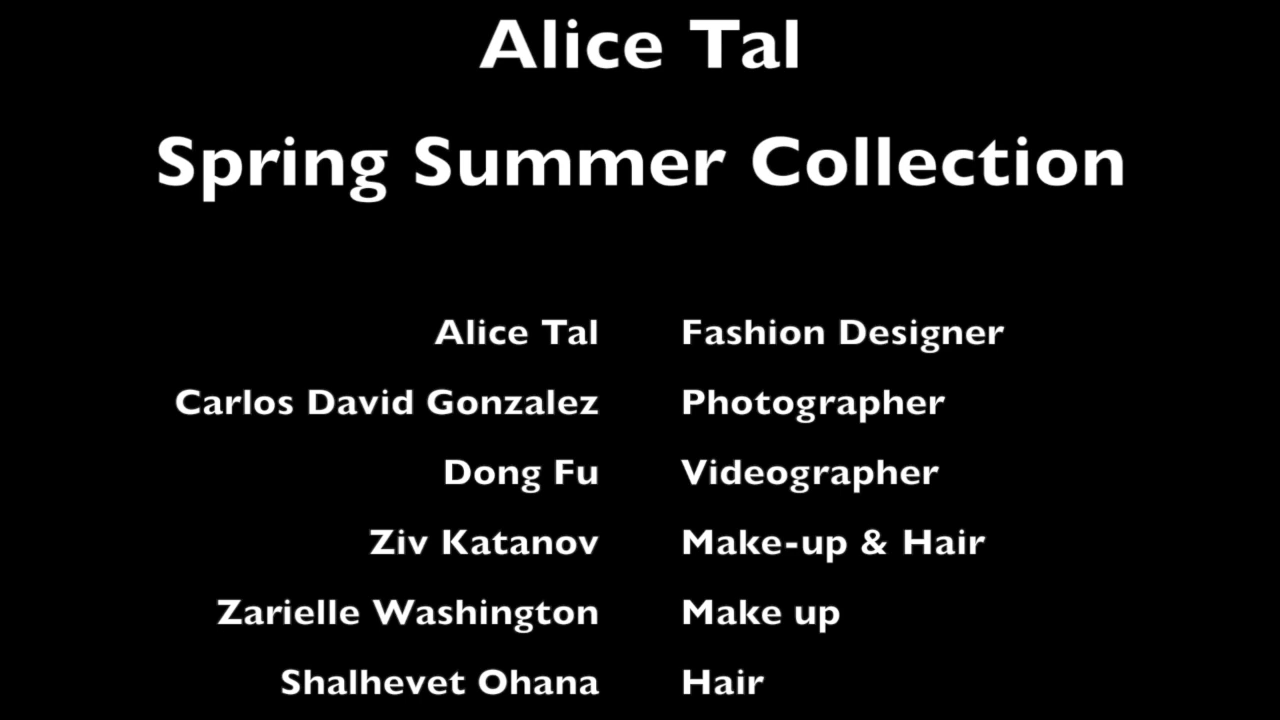 Alice Tal
Spring Summer Collection
Alice Tal Fashion Designer
Carlos David Gonzalez Photographer
Dong Fu Videographer
Ziv Katanov Make-up & Hair
Zarielle Washington Make up
Shalhevet Ohana Hair